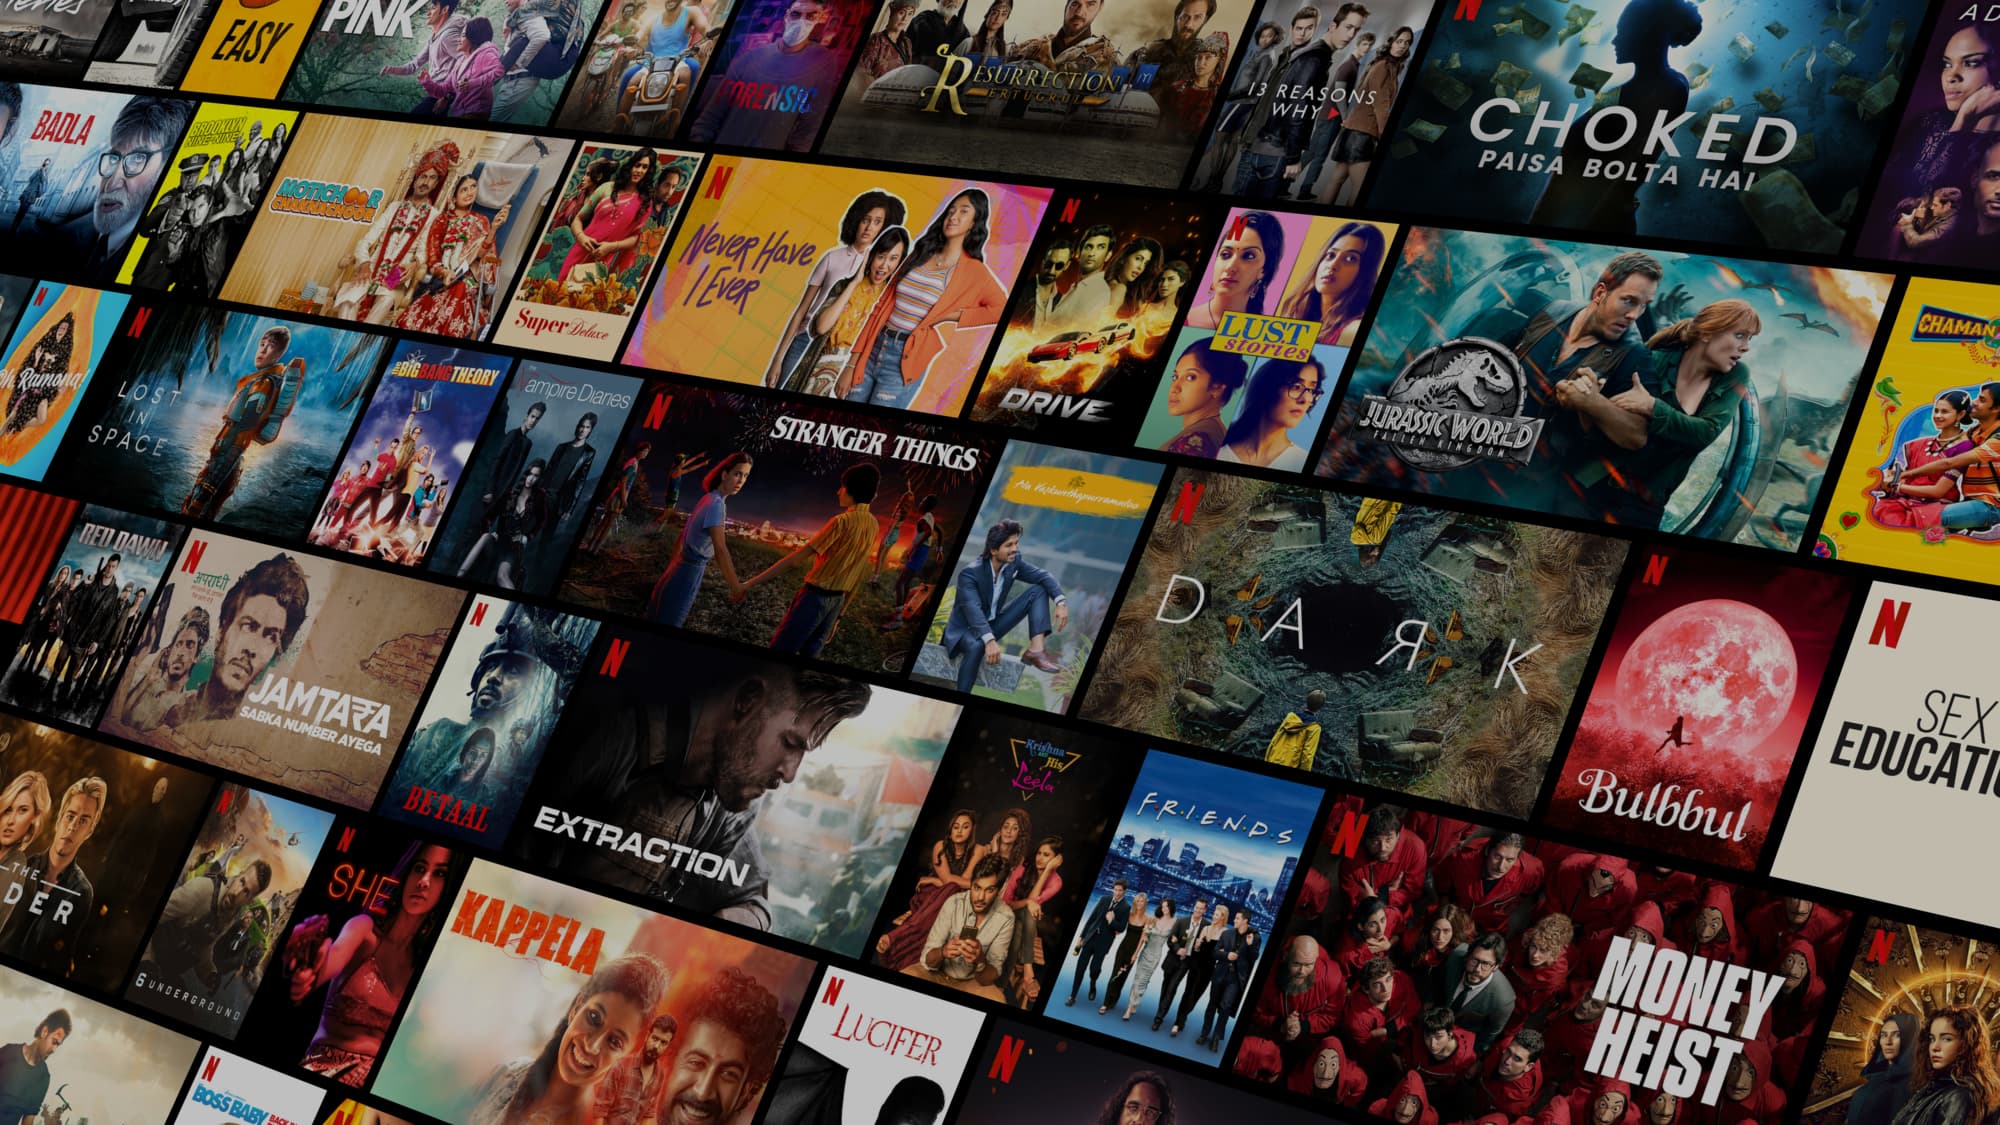 EASY
PINK
FORENSIC
RESURRECTION
ERTUGRUL
13 REASONS
WHY
N
CHOKED
PAISA BOLTA HAI
BADLA
BROOKLYN
NINE-NINE
MOTICHOOR
CHAKNACHOOR
Super Deluxe
N
Never Have
I Ever
N
DRIVE
N
LUST
stories
JURASSIC WORLD
FALLEN KINGDOM
CHAMAN
N
oh, Ramona!
N
LOST
IN
SPACE
THE
BIG BANG THEORY
THE
Vampire Diaries
N
STRANGER THINGS
Ala Vaikunthapurramuloo
N
DARK
N
Bulbbul
N
SEX
EDUCATI
RED DAWN
N
अपराधी
JAMTARA
SABKA NUMBER AYEGA
N
BETAAL
N
EXTRACTION
Krishna
AND
His
Leela
F·R·I·E·N·D·S
N
MONEY
HEIST
THE
DER
N
6 UNDERGROUND
N
SHE
KAPPELA
N
LUCIFER
N
N
N
BOSS BABY
N